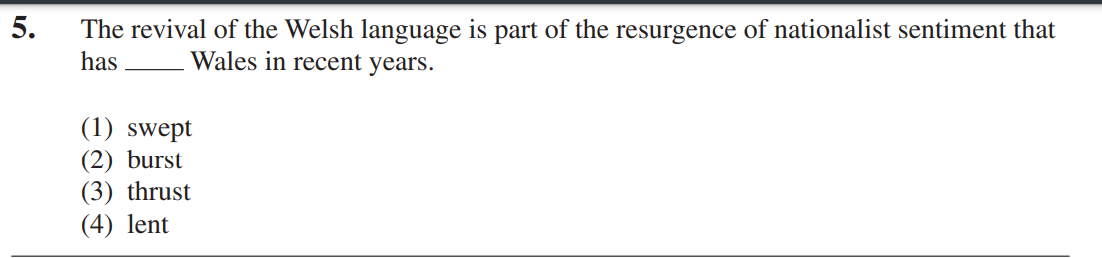 5. The revival of the Welsh language is part of the resurgence of nationalist sentiment that
has ____ Wales in recent years.
(1) swept
(2) burst
(3) thrust
(4) lent